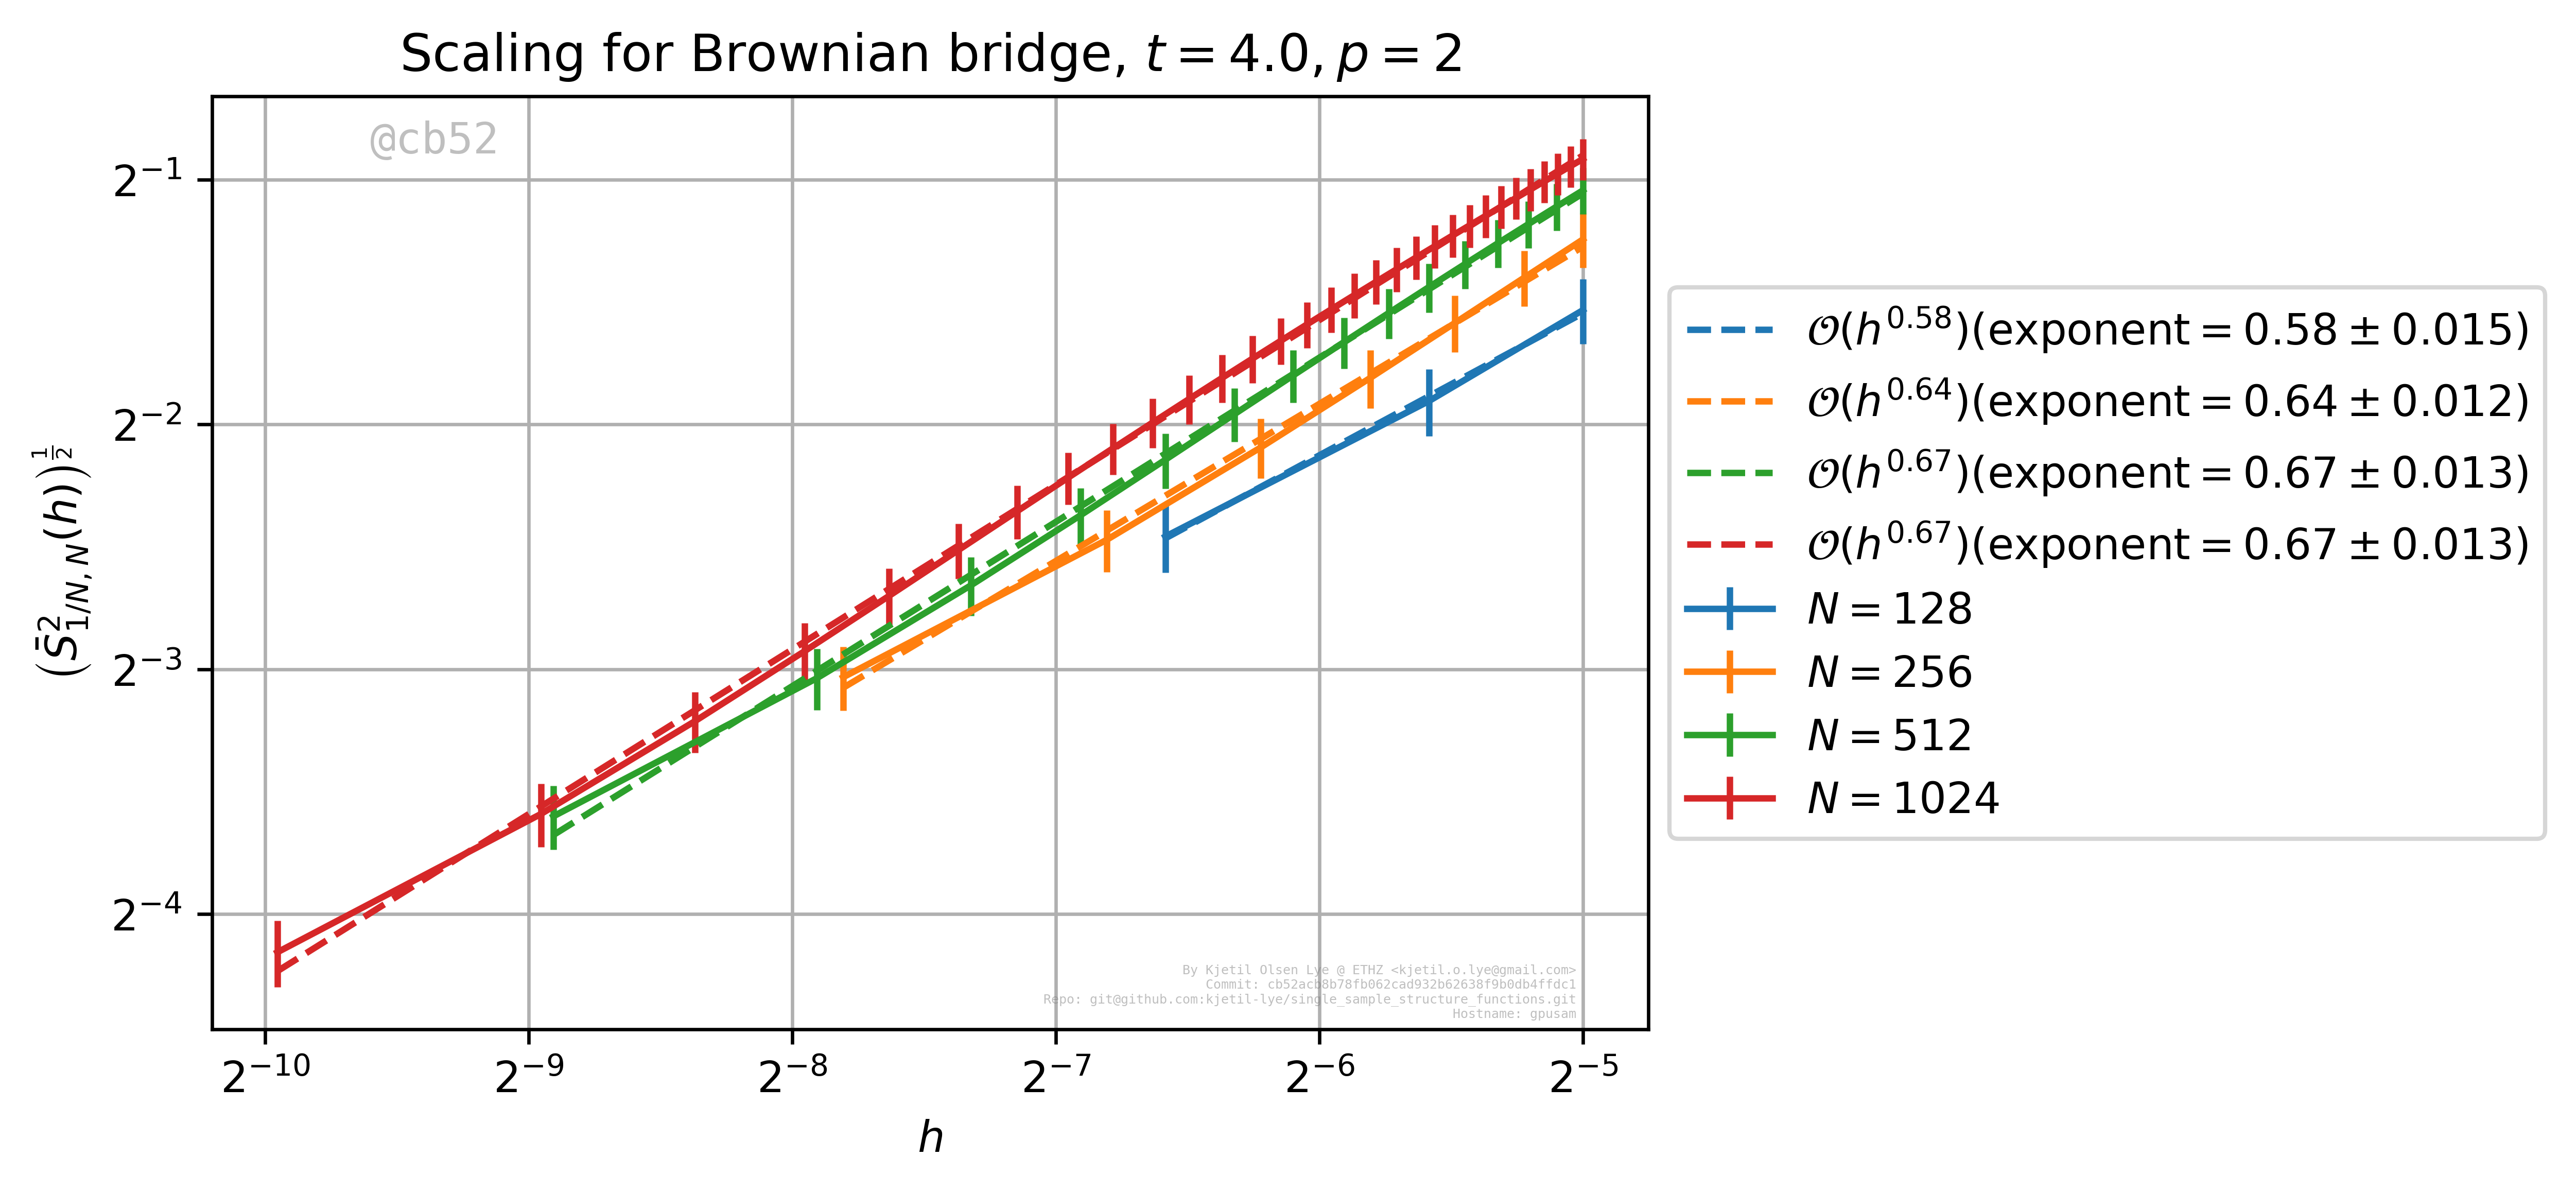 Scaling for Brownian bridge, t = 4.0, p = 2
@cb52
2⁻¹
2⁻²
2⁻³
2⁻⁴
(S̄²₁/N,N(h))^½
2⁻¹⁰ 2⁻⁹ 2⁻⁸ 2⁻⁷ 2⁻⁶ 2⁻⁵
h
By Kjetil Olsen Lye @ ETHZ <kjetil.o.lye@gmail.com>
Commit: cb52acb8b78fb062cad932b62638f9b0db4ffdc1
Repo: git@github.com:kjetil-lye/single_sample_structure_functions.git
Hostname: gpusam
𝒪(h^0.58)(exponent = 0.58 ± 0.015)
𝒪(h^0.64)(exponent = 0.64 ± 0.012)
𝒪(h^0.67)(exponent = 0.67 ± 0.013)
𝒪(h^0.67)(exponent = 0.67 ± 0.013)
N = 128
N = 256
N = 512
N = 1024